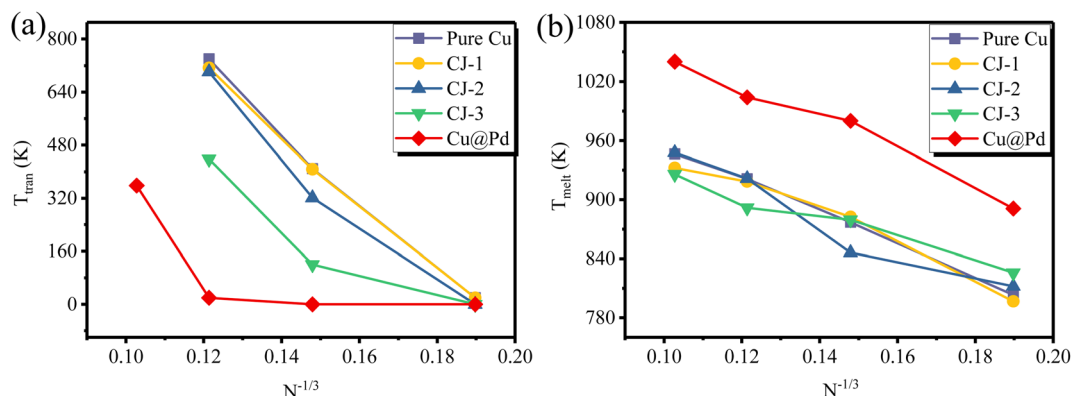 (a)
800
640
480
320
160
0
T_tran (K)
0.10
0.12
0.14
0.16
0.18
0.20
N^-1/3
Pure Cu
CJ-1
CJ-2
CJ-3
Cu@Pd
(b)
1080
1020
960
900
840
780
T_melt (K)
0.10
0.12
0.14
0.16
0.18
0.20
N^-1/3
Pure Cu
CJ-1
CJ-2
CJ-3
Cu@Pd